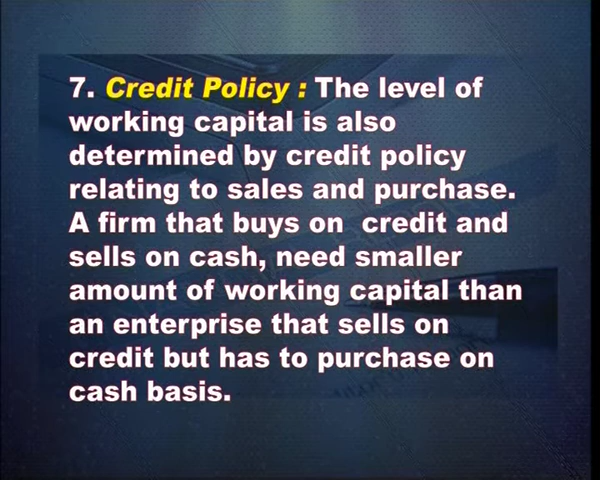 7. Credit Policy : The level of
working capital is also
determined by credit policy
relating to sales and purchase.
A firm that buys on credit and
sells on cash, need smaller
amount of working capital than
an enterprise that sells on
credit but has to purchase on
cash basis.